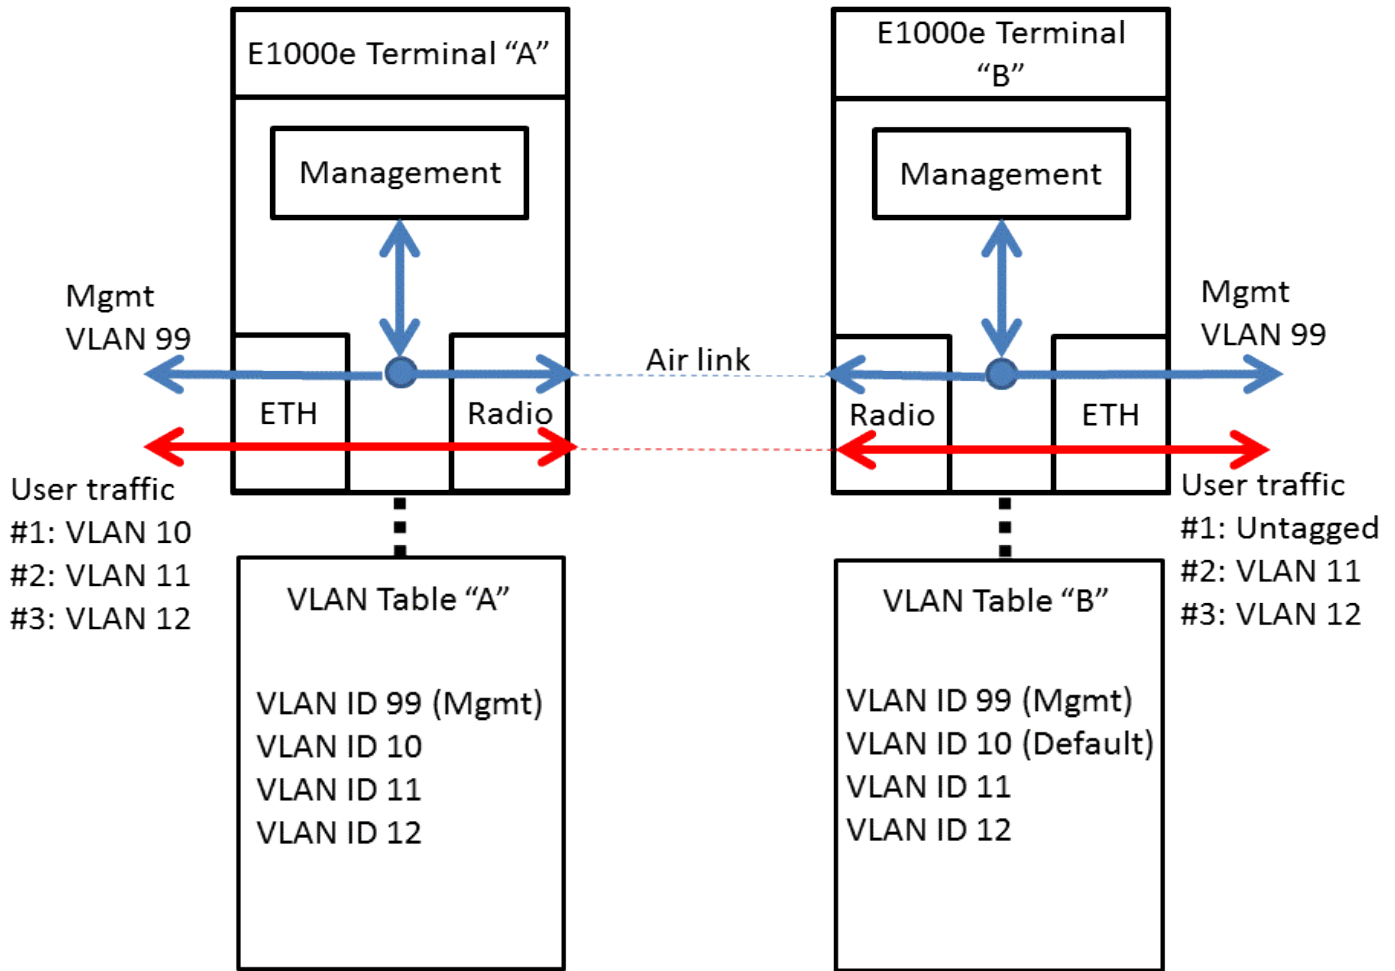 E1000e Terminal “A”
E1000e Terminal
“B”
Management
Management
Mgmt
VLAN 99
Mgmt
VLAN 99
Air link
ETH
Radio
Radio
ETH
User traffic
#1: VLAN 10
#2: VLAN 11
#3: VLAN 12
User traffic
#1: Untagged
#2: VLAN 11
#3: VLAN 12
VLAN Table “A”
VLAN ID 99 (Mgmt)
VLAN ID 10
VLAN ID 11
VLAN ID 12
VLAN Table “B”
VLAN ID 99 (Mgmt)
VLAN ID 10 (Default)
VLAN ID 11
VLAN ID 12